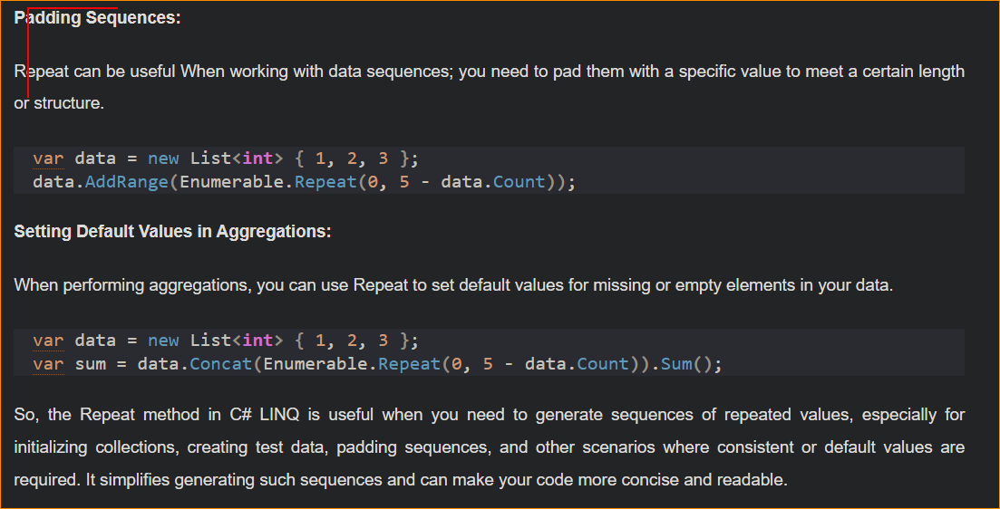 Padding Sequences:
Repeat can be useful When working with data sequences; you need to pad them with a specific value to meet a certain length
or structure.
var data = new List<int> { 1, 2, 3 };
data.AddRange(Enumerable.Repeat(0, 5 - data.Count));
Setting Default Values in Aggregations:
When performing aggregations, you can use Repeat to set default values for missing or empty elements in your data.
var data = new List<int> { 1, 2, 3 };
var sum = data.Concat(Enumerable.Repeat(0, 5 - data.Count)).Sum();
So, the Repeat method in C# LINQ is useful when you need to generate sequences of repeated values, especially for
initializing collections, creating test data, padding sequences, and other scenarios where consistent or default values are
required. It simplifies generating such sequences and can make your code more concise and readable.